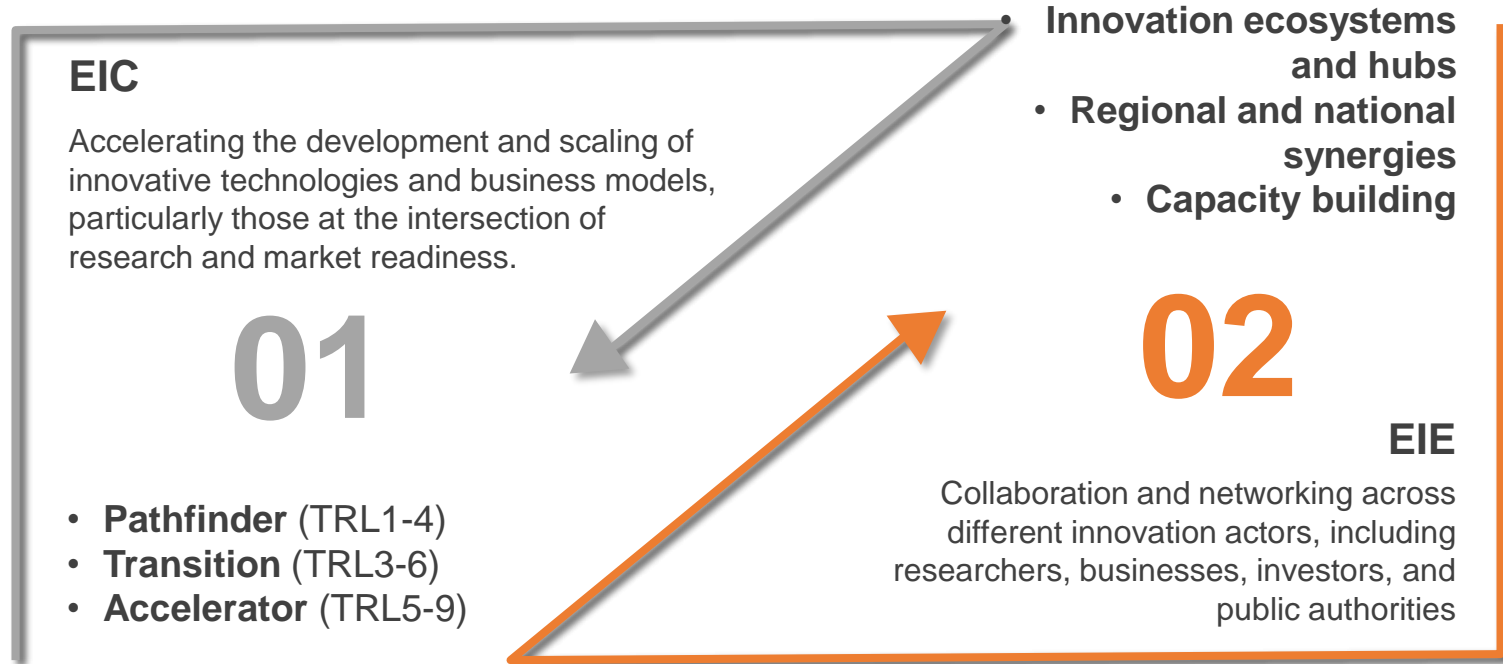 EIC
Accelerating the development and scaling of
innovative technologies and business models,
particularly those at the intersection of
research and market readiness.
01
• Pathfinder (TRL1-4)
• Transition (TRL3-6)
• Accelerator (TRL5-9)
• Innovation ecosystems
and hubs
• Regional and national
synergies
• Capacity building
02
EIE
Collaboration and networking across
different innovation actors, including
researchers, businesses, investors, and
public authorities